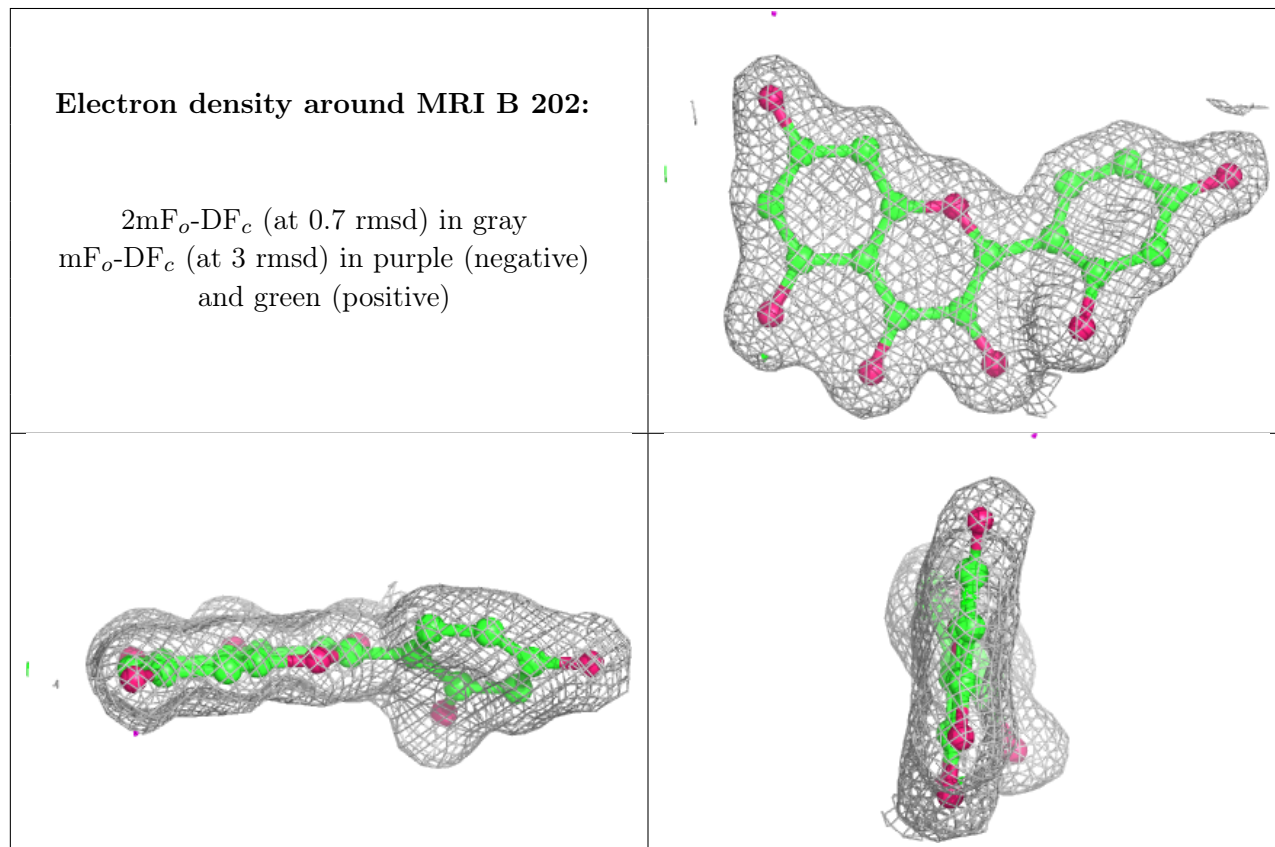 Electron density around MRI B 202:
2mFo-DFc (at 0.7 rmsd) in gray
mFo-DFc (at 3 rmsd) in purple (negative)
and green (positive)